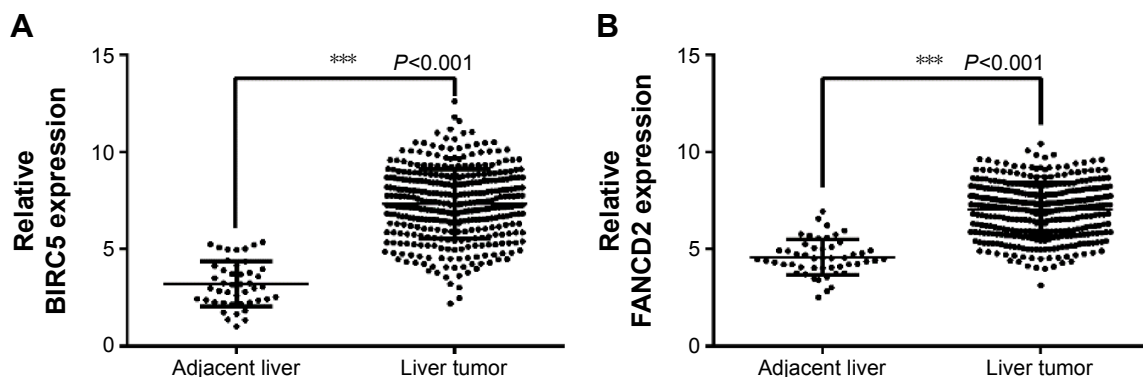 A
Relative
BIRC5 expression
15
10
5
0
*** P<0.001
Adjacent liver
Liver tumor
B
Relative
FANCD2 expression
15
10
5
0
*** P<0.001
Adjacent liver
Liver tumor